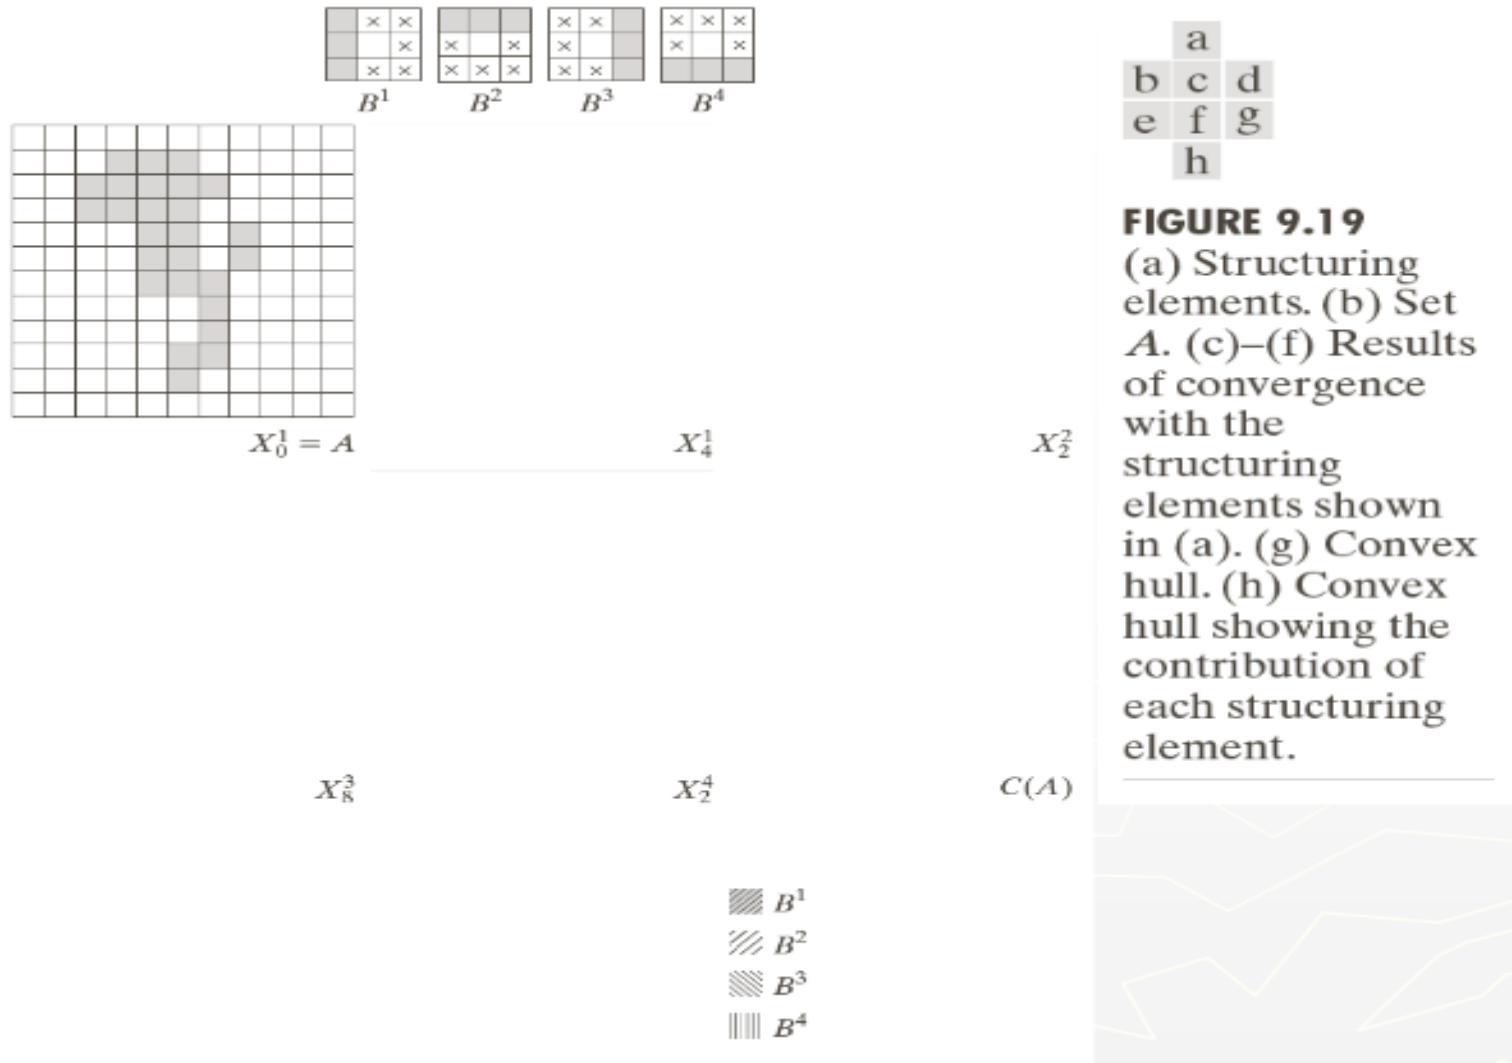 × × × × × × × ×
× × × × × ×
× × × × × × ×
B¹ B² B³ B⁴
a
b c d
e f g
h
X₀¹ = A
X₄¹
X₂²
X₈³
X₂⁴
C(A)
B¹
B²
B³
B⁴
FIGURE 9.19
(a) Structuring
elements. (b) Set
A. (c)–(f) Results
of convergence
with the
structuring
elements shown
in (a). (g) Convex
hull. (h) Convex
hull showing the
contribution of
each structuring
element.